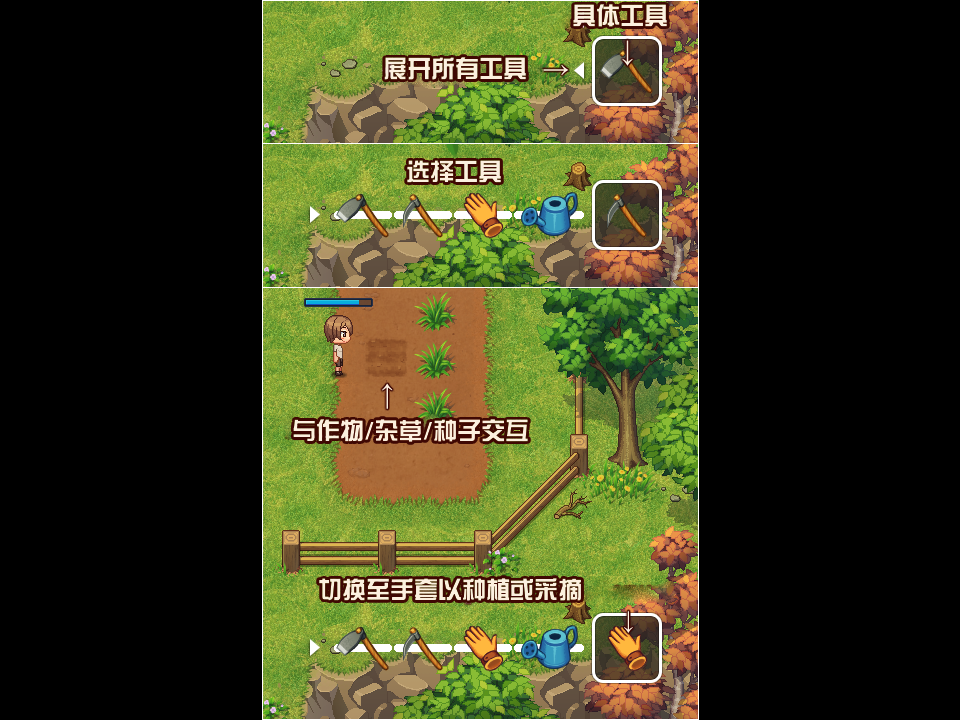 具体工具
展开所有工具
选择工具
与作物/杂草/种子交互
切换至手套以种植或采摘